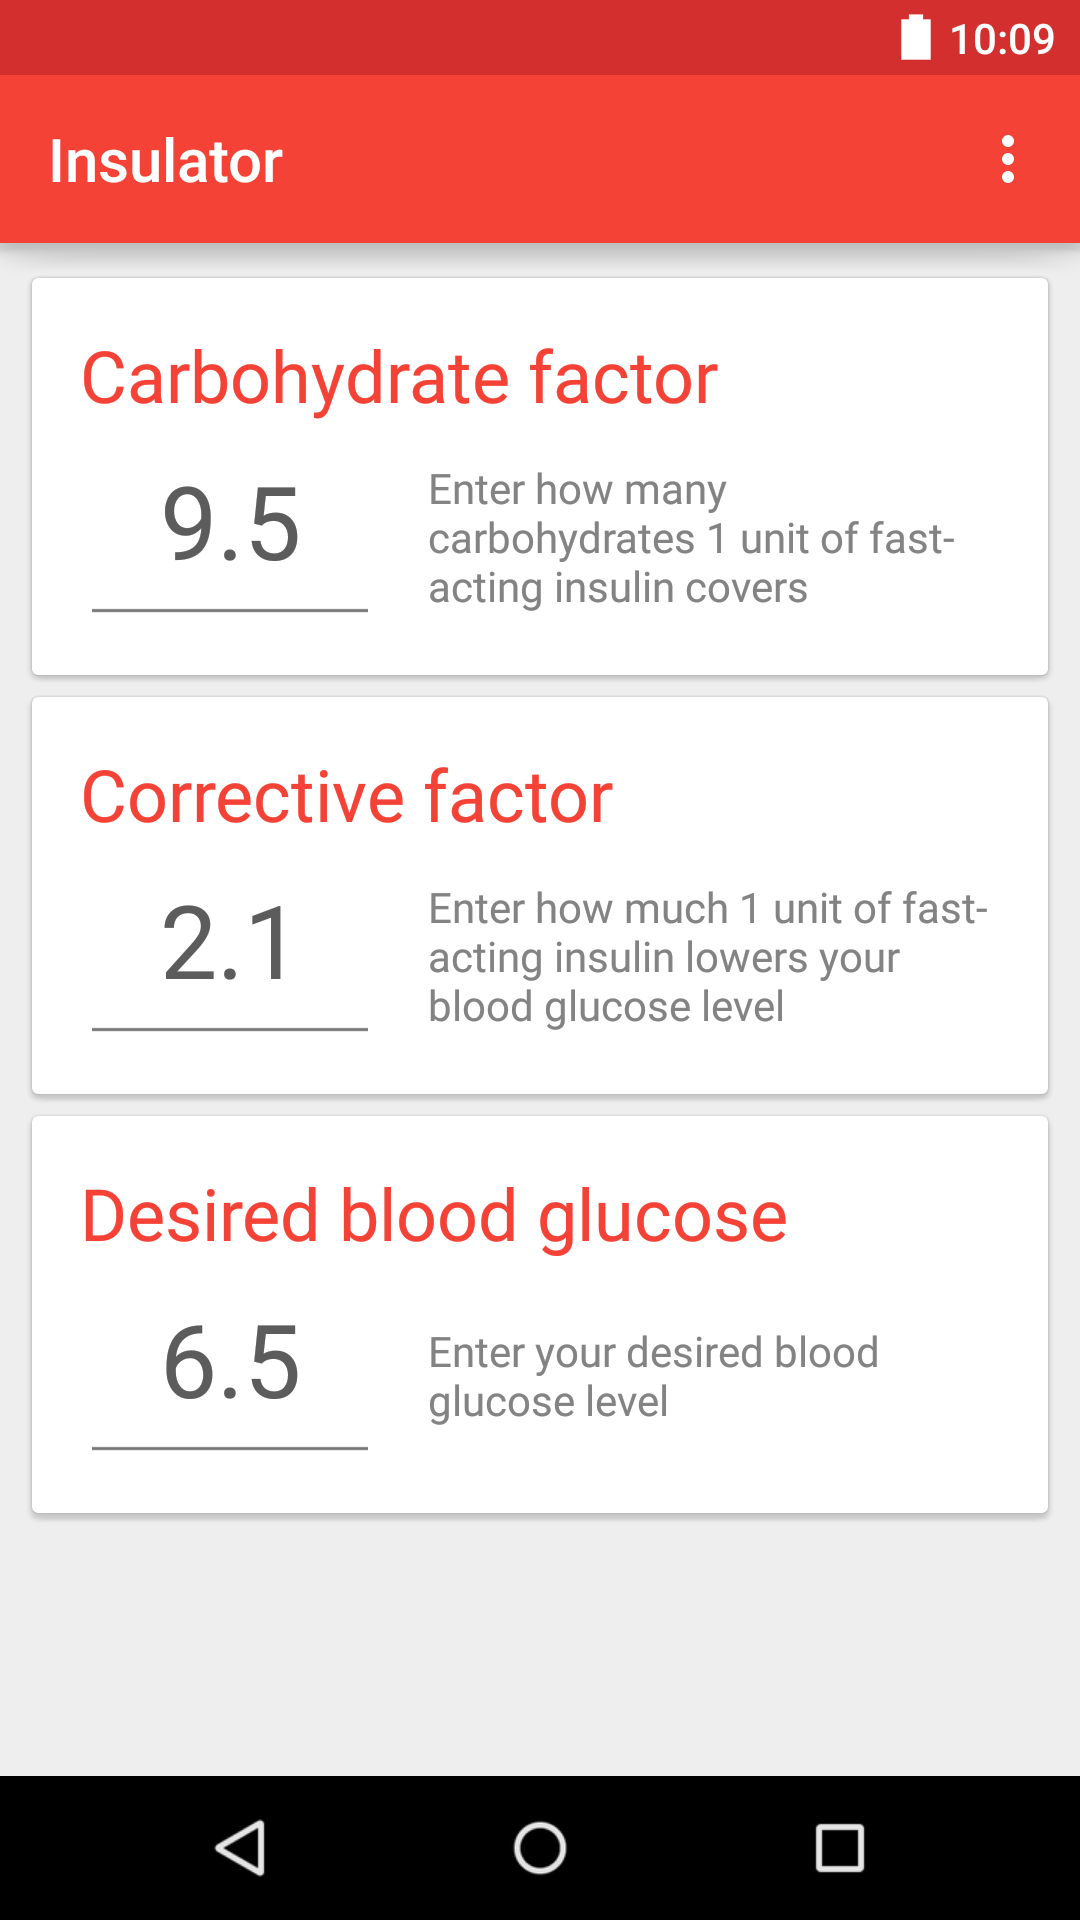 10:09
Insulator
Carbohydrate factor
9.5
Enter how many
carbohydrates 1 unit of fast-
acting insulin covers
Corrective factor
2.1
Enter how much 1 unit of fast-
acting insulin lowers your
blood glucose level
Desired blood glucose
6.5
Enter your desired blood
glucose level